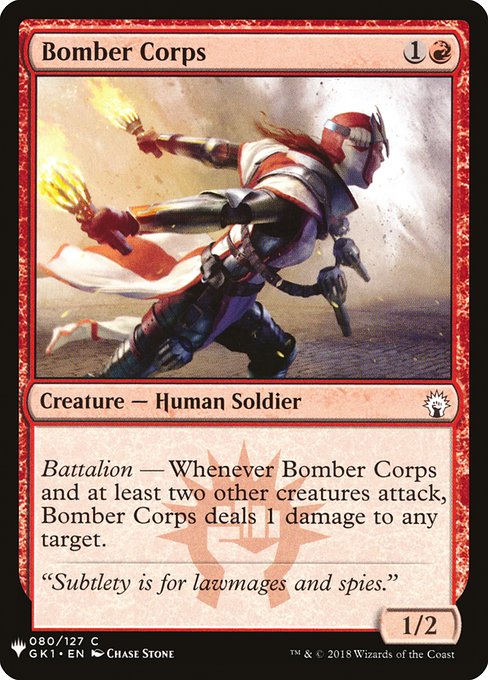 Bomber Corps 1
Creature — Human Soldier
Battalion — Whenever Bomber Corps
and at least two other creatures attack,
Bomber Corps deals 1 damage to any
target.
“Subtlety is for lawmages and spies.”
1/2
080/127 C
GK1 • EN Chase Stone
™ & © 2018 Wizards of the Coast